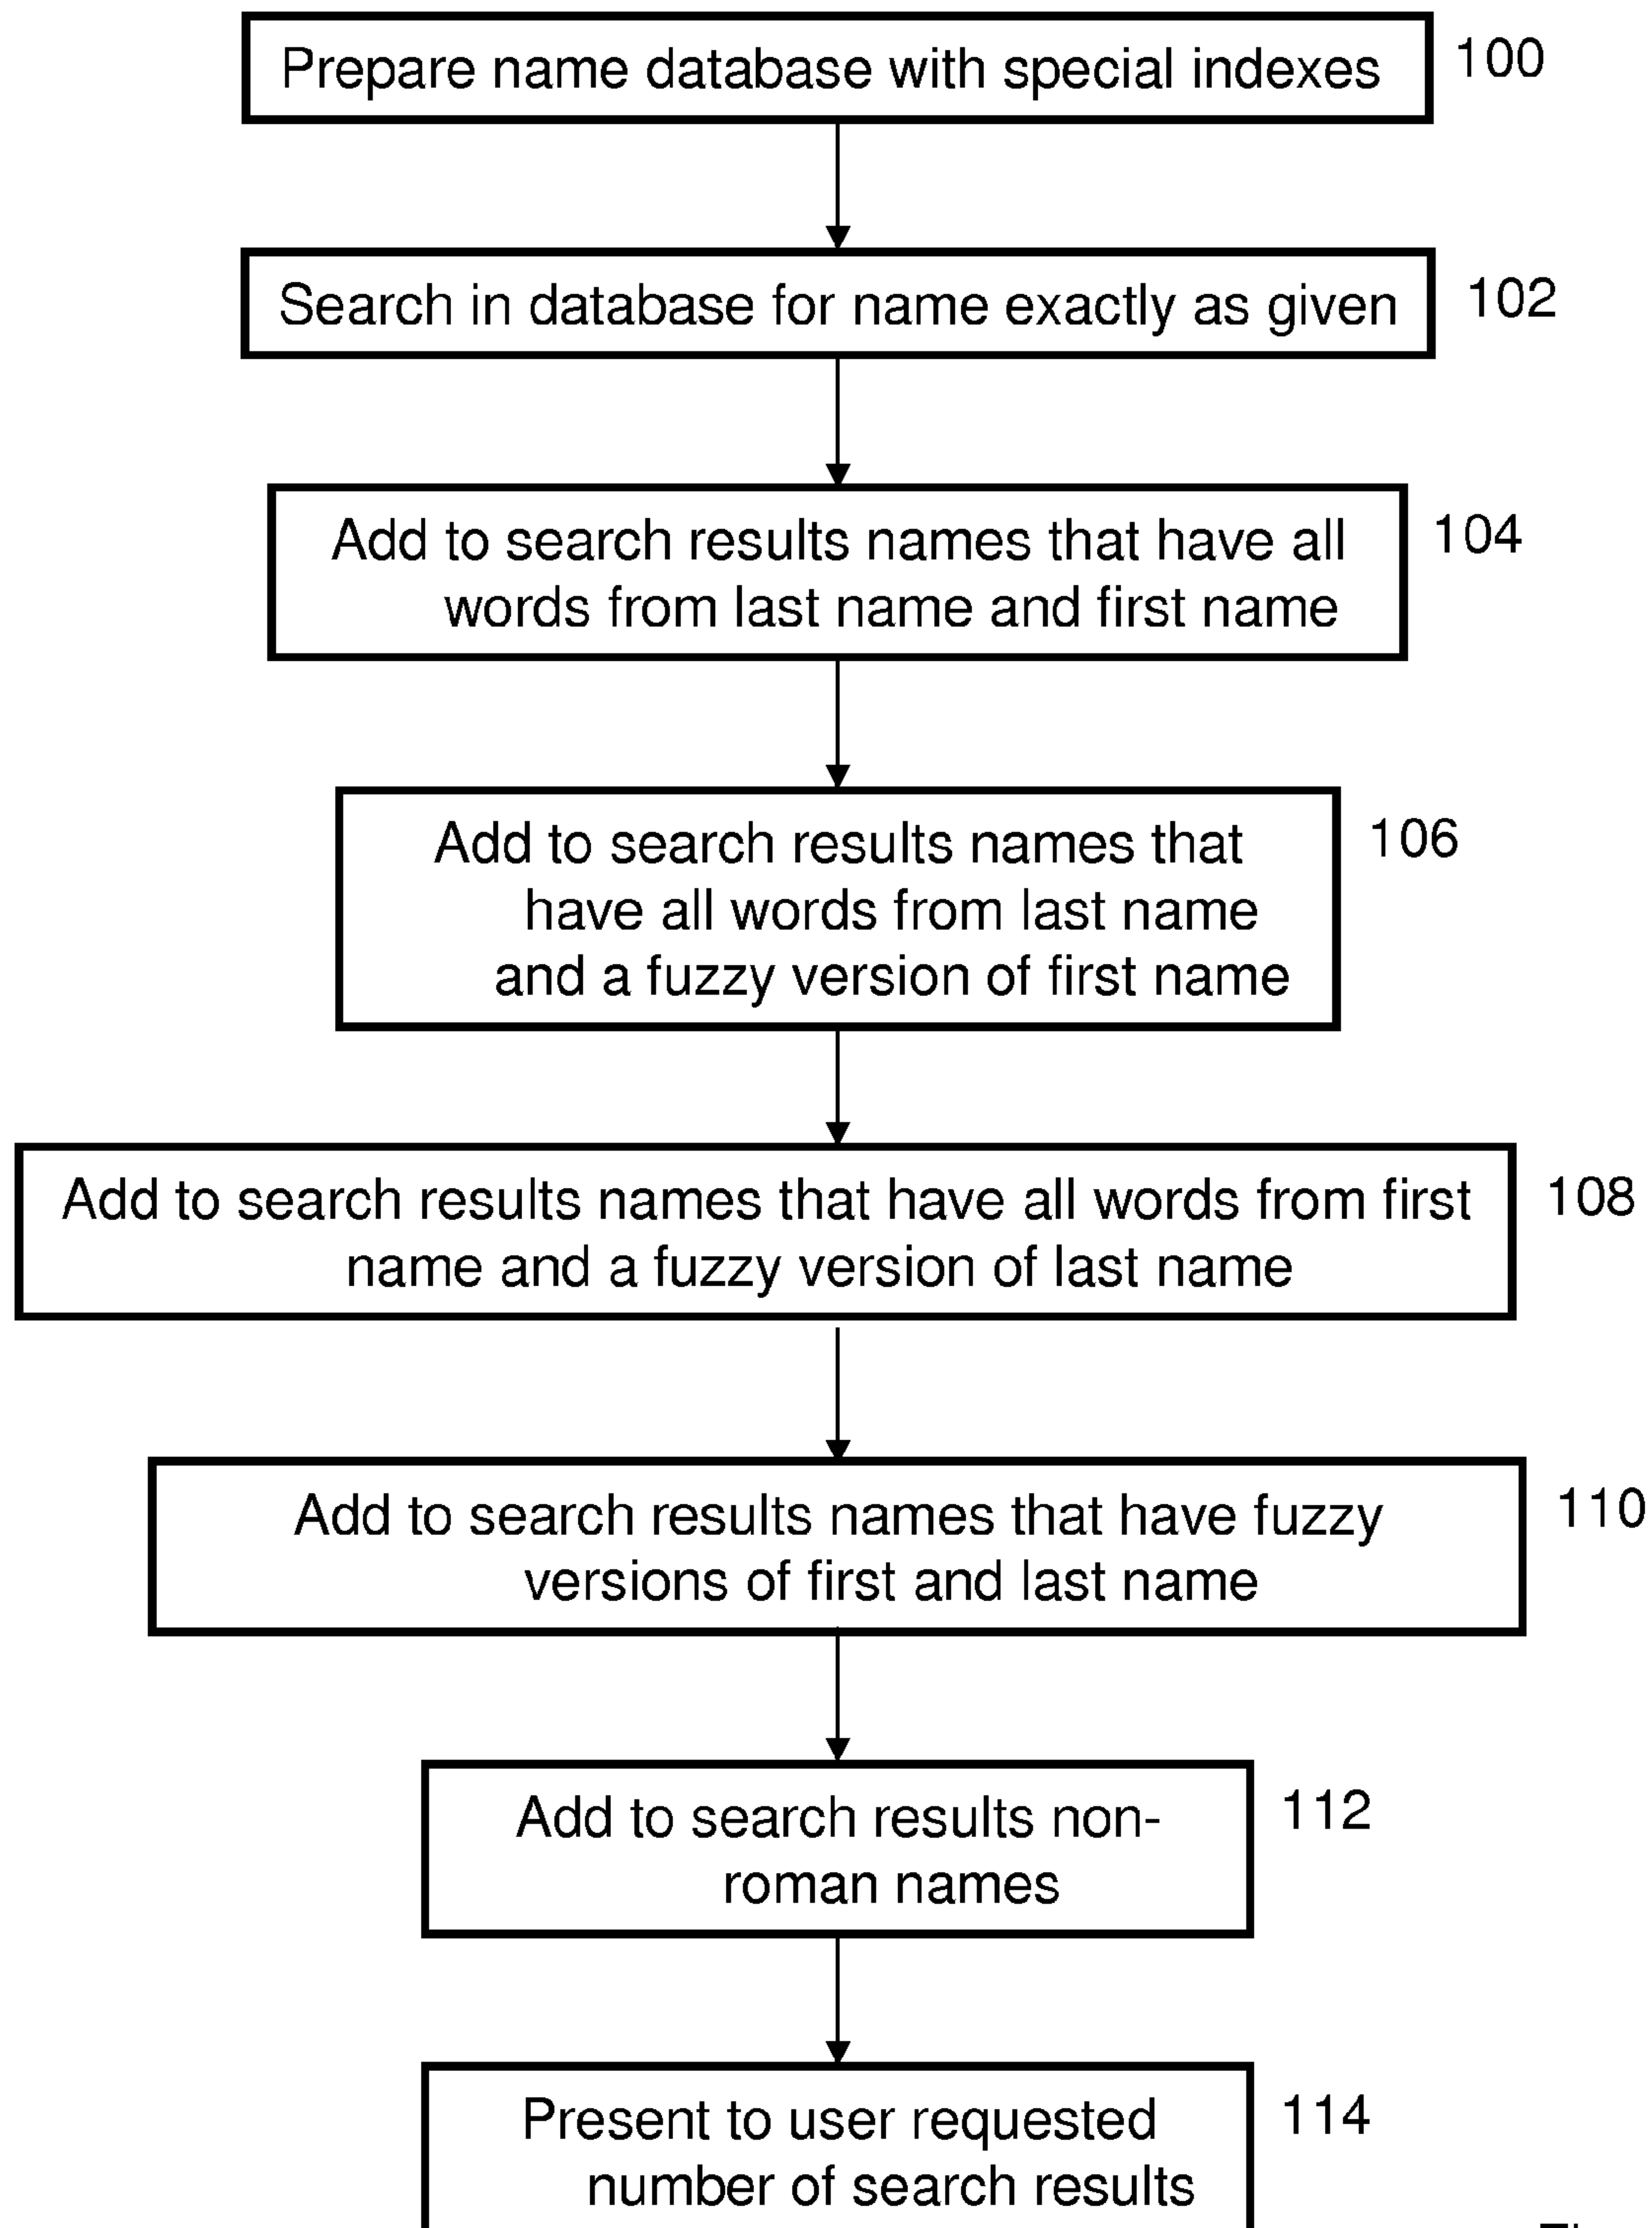 Prepare name database with special indexes 100
Search in database for name exactly as given 102
Add to search results names that have all 104
words from last name and first name
Add to search results names that 106
have all words from last name
and a fuzzy version of first name
Add to search results names that have all words from first 108
name and a fuzzy version of last name
Add to search results names that have fuzzy 110
versions of first and last name
Add to search results non- 112
roman names
Present to user requested 114
number of search results